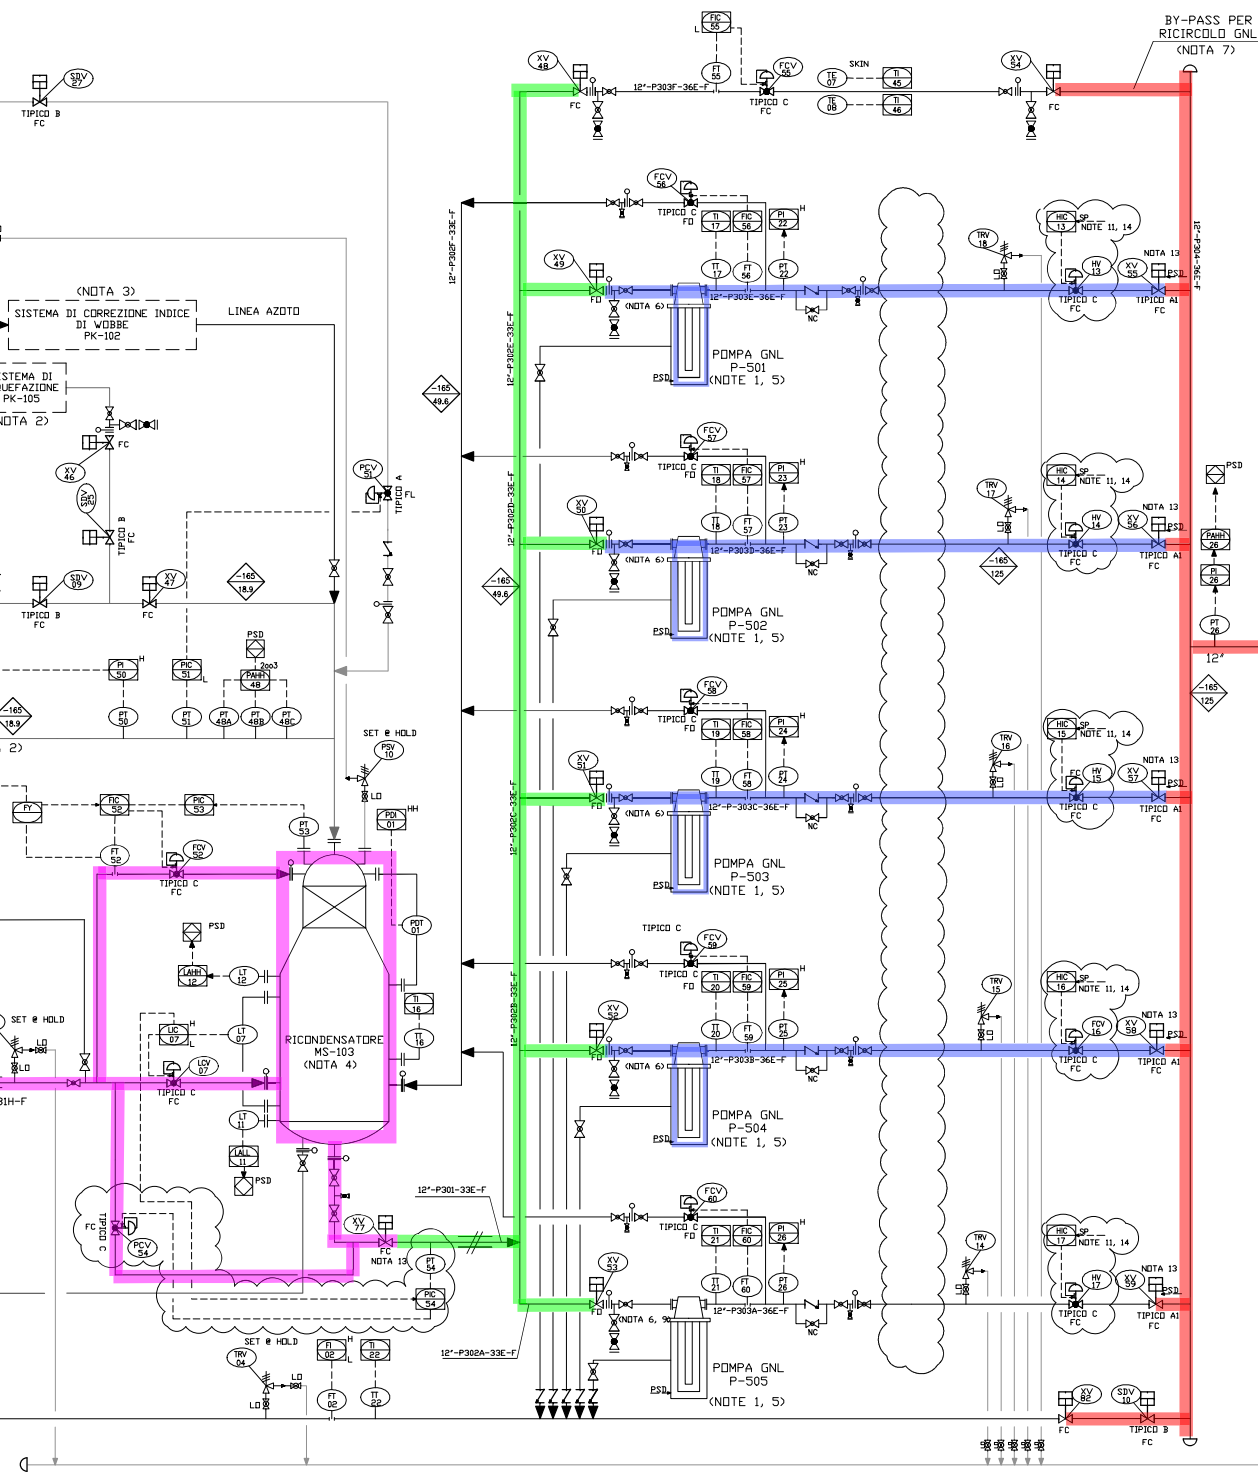 BY-PASS PER
RICIRCOLO GNL
(NOTA 7)
FIC
55
L
XV
48
FT
55
FCV
55
SKIN
TE
07
TI
45
TE
08
TI
46
XV
54
FC
12"-P303F-36E-F
TIPICO C
FC
FC
SDV
27
TIPICO B
FC
FCV
56
TIPICO C
FO
TI
17
FIC
56
PI
22
H
TT
17
FT
56
PT
22
XV
49
FO
(NOTA 6)
12"-P303E-36E-F
NC
TRV
18
LO
HIC
13
SP
NOTE 11, 14
HV
13
TIPICO C
FC
NOTA 13
XV
55
PSD
TIPICO A1
FC
12"-P304-36E-F
12"-P302F-33E-F
12"-P302E-33E-F
POMPA GNL
P-501
(NOTE 1, 5)
PSD
(NOTA 3)
SISTEMA DI CORREZIONE INDICE
DI WOBBE
PK-102
LINEA AZOTO
STEMA DI
QUEFAZIONE
PK-105
NOTA 2)
FC
XV
46
SDV
25
TIPICO B
FC
PCV
51
TIPICO A
FL
-165
49.6
FCV
57
TIPICO C
FO
TI
18
FIC
57
PI
23
H
TT
18
FT
57
PT
23
XV
50
FO
(NOTA 6)
12"-P303D-36E-F
NC
TRV
17
LO
HIC
14
SP
NOTE 11, 14
HV
14
TIPICO C
FC
NOTA 13
XV
56
PSD
TIPICO A1
FC
12"-P302D-33E-F
-165
49.6
-165
125
POMPA GNL
P-502
(NOTE 1, 5)
PSD
PSD
PAHH
26
PI
26
PT
26
12"
-165
125
SDV
09
TIPICO B
FC
XV
47
FC
-165
18.9
PSD
PI
50
H
PIC
51
L
PAHH
48
2oo3
PT
50
PT
51
PT
48A
PT
48B
PT
48C
-165
18.9
2)
SET @ HOLD
PSV
10
LO
FCV
58
TIPICO C
FO
TI
19
FIC
58
PI
24
H
TT
19
FT
58
PT
24
XV
51
FO
(NOTA 6)
12"-P303C-36E-F
NC
TRV
16
LO
HIC
15
SP
NOTE 11, 14
FC
HV
15
TIPICO C
FC
NOTA 13
XV
57
PSD
TIPICO A1
FC
12"-P302C-33E-F
POMPA GNL
P-503
(NOTE 1, 5)
PSD
FY
FIC
52
PIC
53
FT
52
FCV
52
TIPICO C
FC
PT
53
PDI
01
HH
PDT
01
PSD
LAHH
12
LT
12
TI
16
TT
16
SET @ HOLD
LO
LO
LIC
07
H
L
LT
07
LCV
07
TIPICO C
FC
RICONDENSATORE
MS-103
(NOTA 4)
31H-F
LT
11
LALL
11
PSD
TIPICO C
FCV
59
FO
TIPICO C
TI
20
FIC
59
PI
25
H
TT
20
FT
59
PT
25
XV
52
FO
(NOTA 6)
12"-P303B-36E-F
NC
TRV
15
LO
HIC
16
SP
NOTE 11, 14
FCV
16
TIPICO C
FC
NOTA 13
XV
58
PSD
TIPICO A1
FC
12"-P302B-33E-F
POMPA GNL
P-504
(NOTE 1, 5)
PSD
12"-P301-33E-F
XV
77
FC
NOTA 13
FC
TIPICO C
PCV
54
PT
54
PIC
54
FCV
60
TIPICO C
FO
TI
21
FIC
60
PI
26
H
TT
21
FT
60
PT
26
XV
53
FO
(NOTA 6, 9)
12"-P303A-36E-F
NC
TRV
14
LO
HIC
17
SP
NOTE 11, 14
HV
17
TIPICO C
FC
NOTA 13
XV
59
PSD
TIPICO A1
FC
12"-P302A-33E-F
POMPA GNL
P-505
(NOTE 1, 5)
PSD
SET @ HOLD
TRV
04
LO
LO
FI
02
H
L
TI
22
FT
02
TT
22
XV
82
FC
SDV
10
TIPICO B
FC
LO
LO
LO
LO
LO